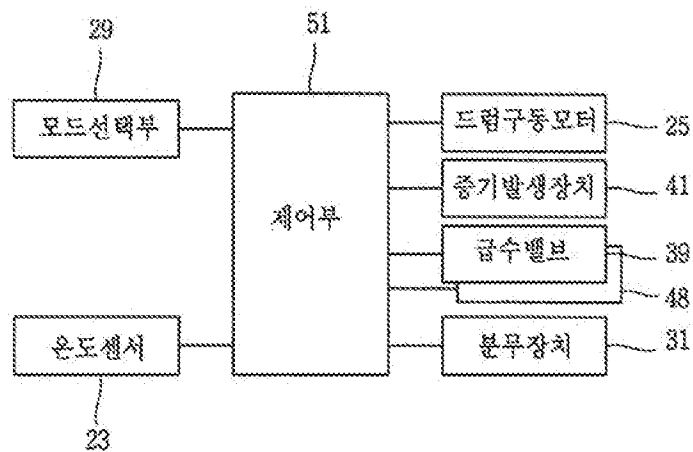 29
51
모드선택부
드럼구동모터
25
증기발생장치
41
제어부
급수밸브
39
48
온도센서
분무장치
31
23